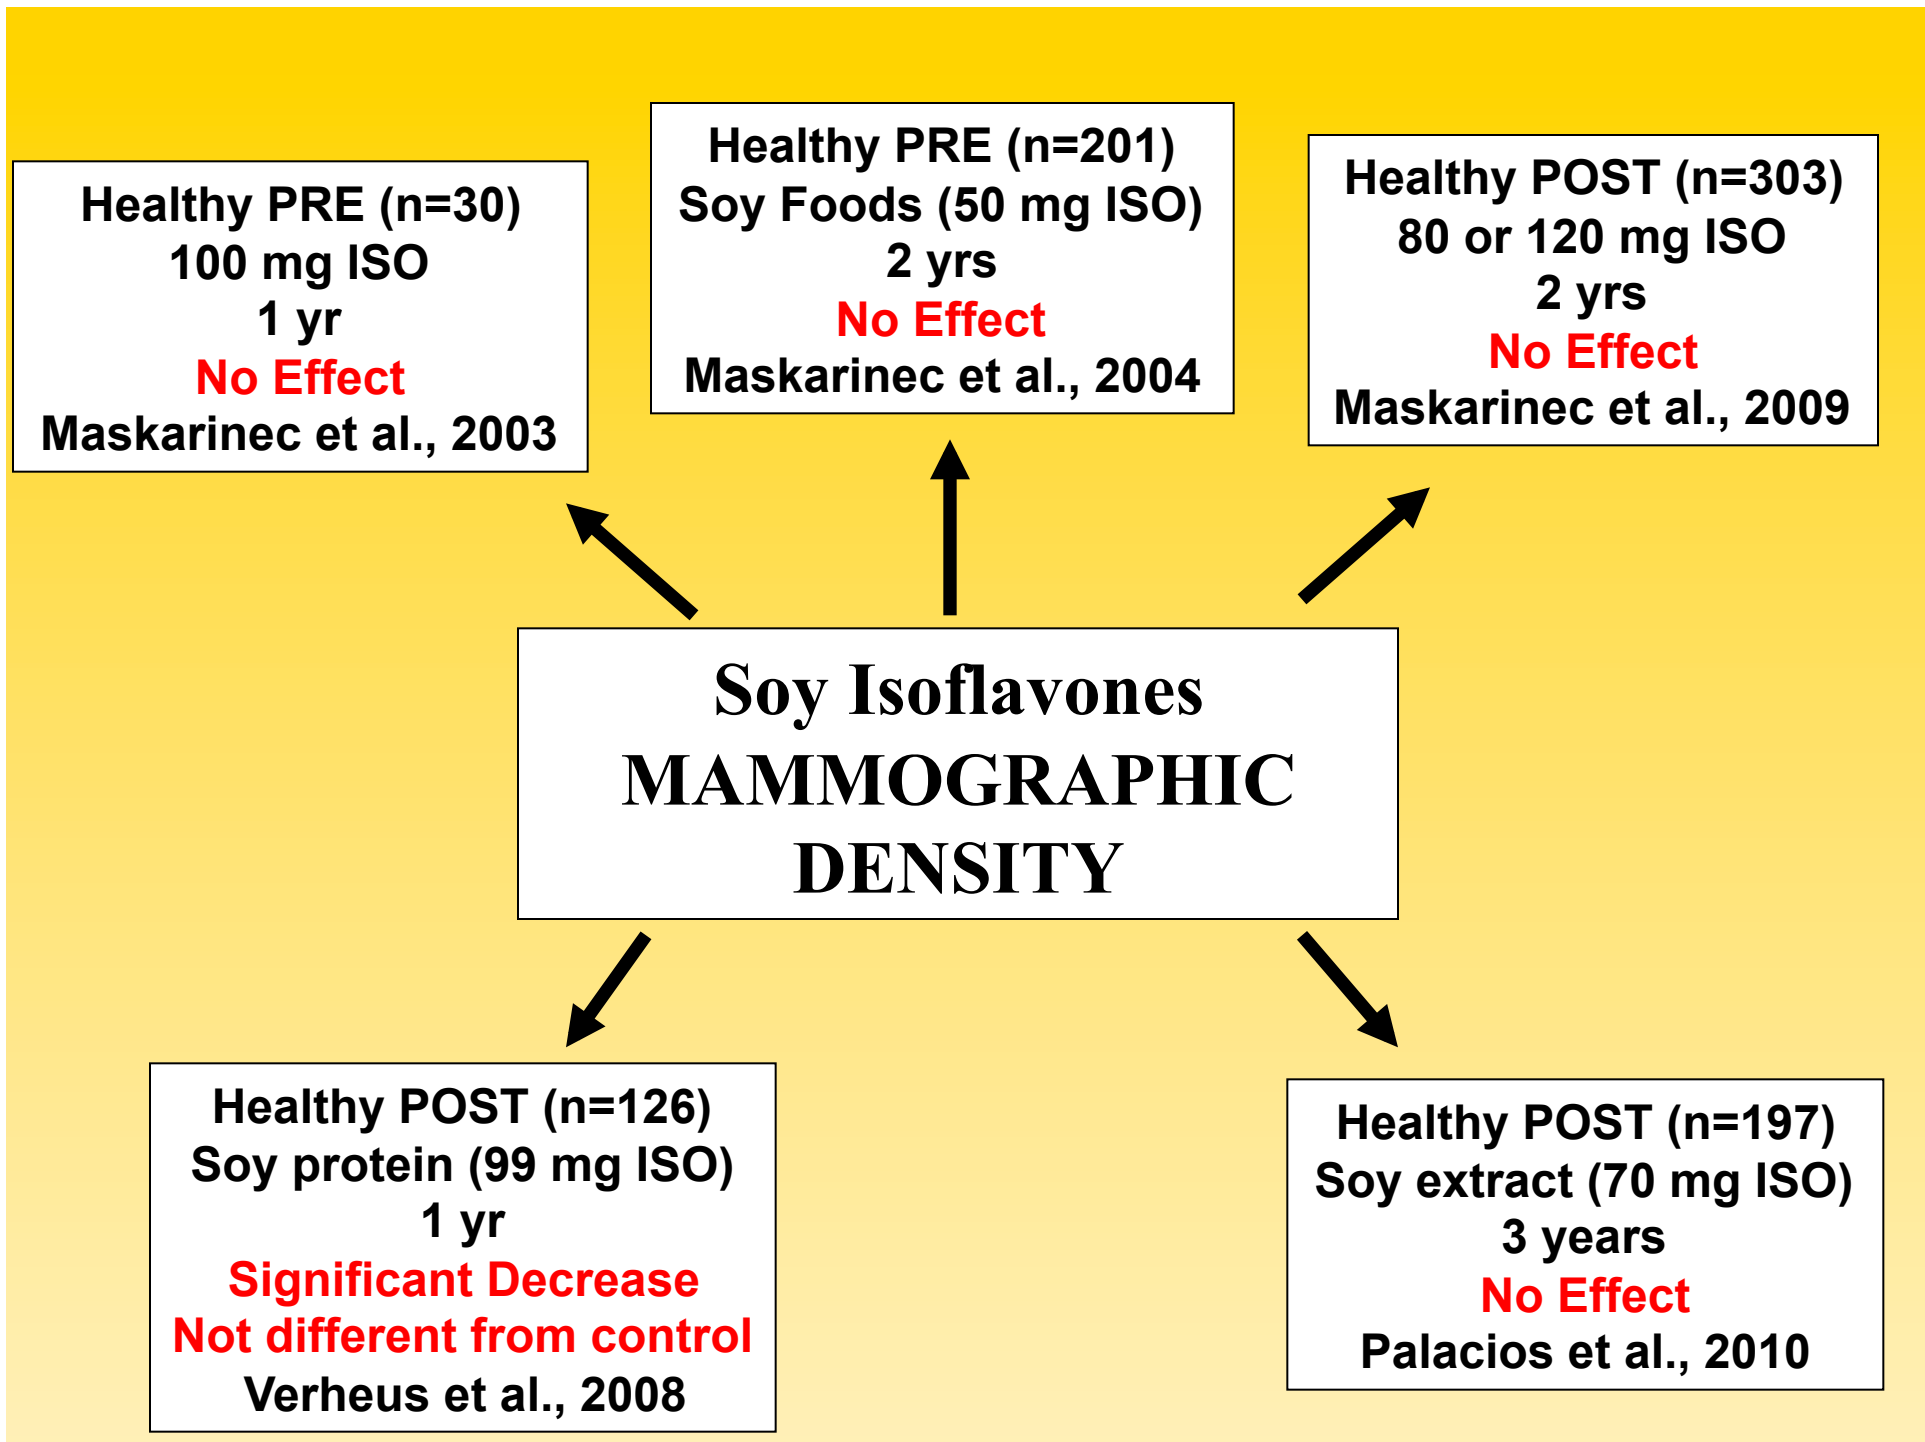 Healthy PRE (n=30)
100 mg ISO
1 yr
No Effect
Maskarinec et al., 2003
Healthy PRE (n=201)
Soy Foods (50 mg ISO)
2 yrs
No Effect
Maskarinec et al., 2004
Healthy POST (n=303)
80 or 120 mg ISO
2 yrs
No Effect
Maskarinec et al., 2009
Soy Isoflavones
MAMMOGRAPHIC
DENSITY
Healthy POST (n=126)
Soy protein (99 mg ISO)
1 yr
Significant Decrease
Not different from control
Verheus et al., 2008
Healthy POST (n=197)
Soy extract (70 mg ISO)
3 years
No Effect
Palacios et al., 2010